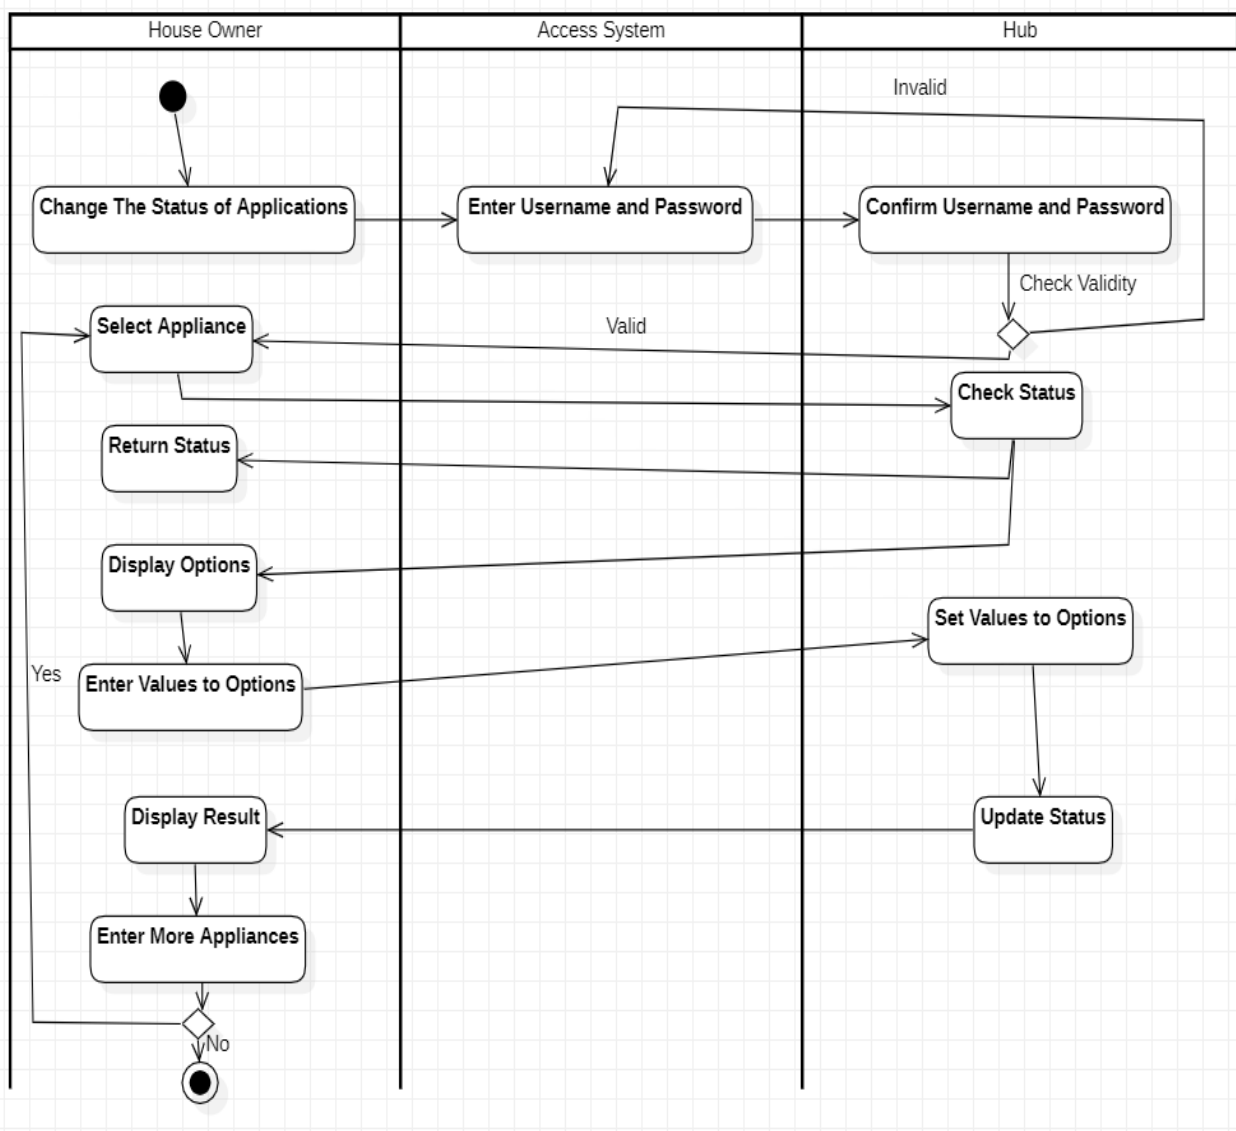 House Owner
Access System
Hub
Invalid
Change The Status of Applications
Enter Username and Password
Confirm Username and Password
Check Validity
Select Appliance
Valid
Check Status
Return Status
Display Options
Set Values to Options
Yes
Enter Values to Options
Display Result
Update Status
Enter More Appliances
No